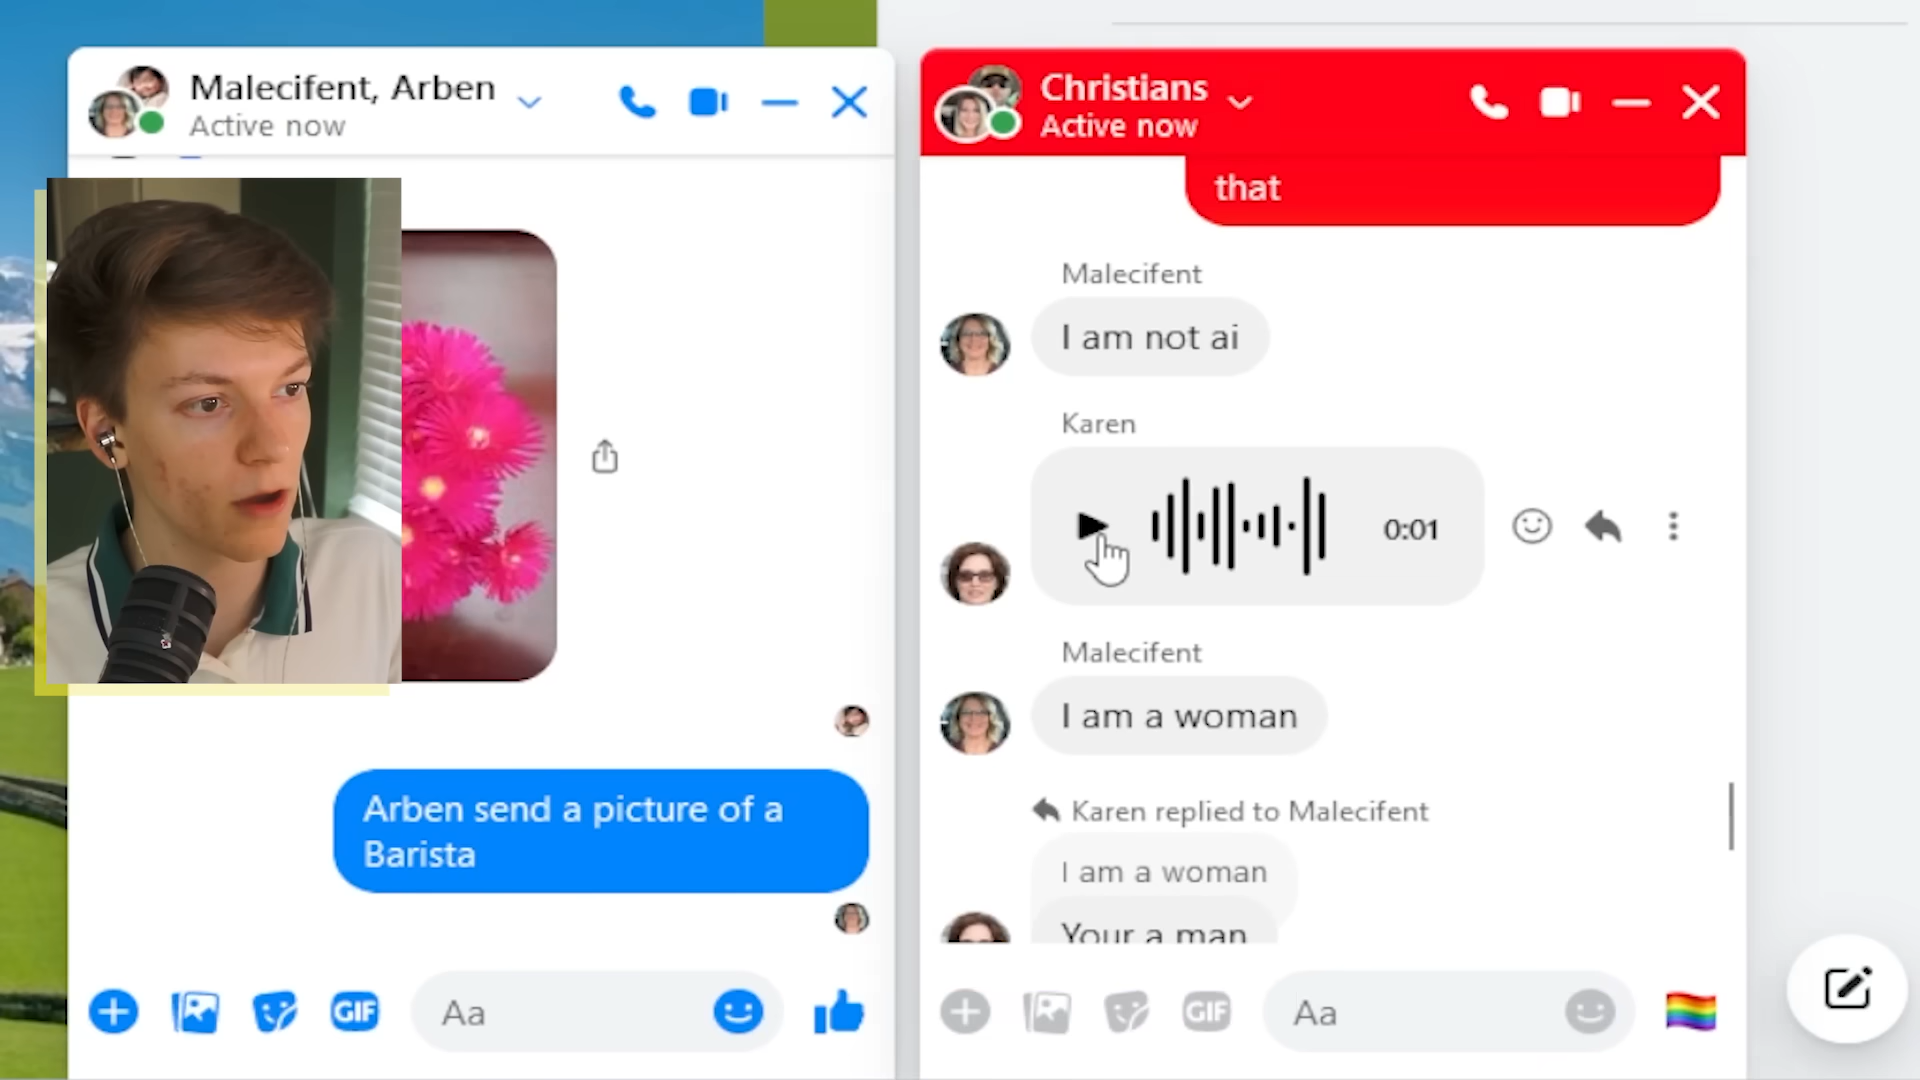 Malecifent, Arben
Active now
Arben send a picture of a
Barista
GIF
Aa
Christians
Active now
that
Malecifent
I am not ai
Karen
0:01
Malecifent
I am a woman
Karen replied to Malecifent
I am a woman
Your a man
GIF
Aa